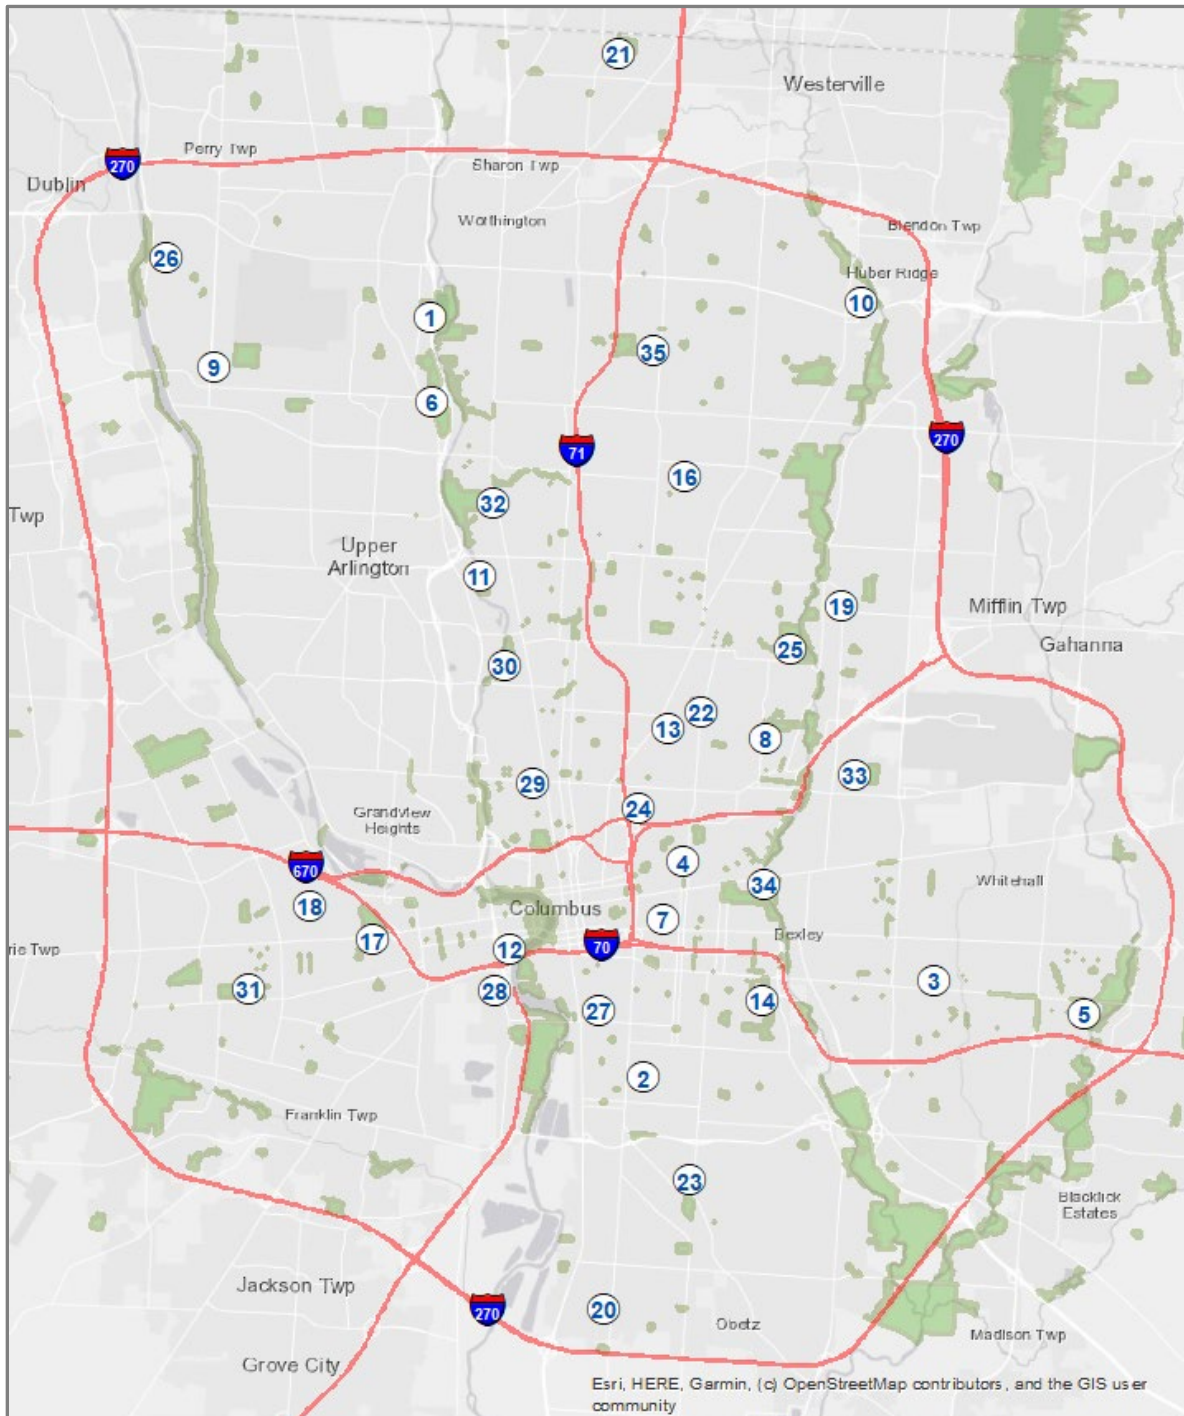 21
Westerville
Perry Twp
270
Sharon Twp
Dublin
Worthington
Blendon Twp
26
Huber Ridge
10
1
35
9
6
270
71
16
32
Twp
Upper
Arlington
11
19
Mifflin Twp
25
Gahanna
30
22
13
8
33
29
24
Grandview
Heights
4
670
Whitehall
34
18
Columbus
7
17
Bexley
rie Twp
12
70
3
31
28
14
27
5
2
Franklin Twp
23
Blacklick
Estates
Jackson Twp
270
20
Obetz
Madison Twp
Grove City
Esri, HERE, Garmin, (c) OpenStreetMap contributors, and the GIS user
community